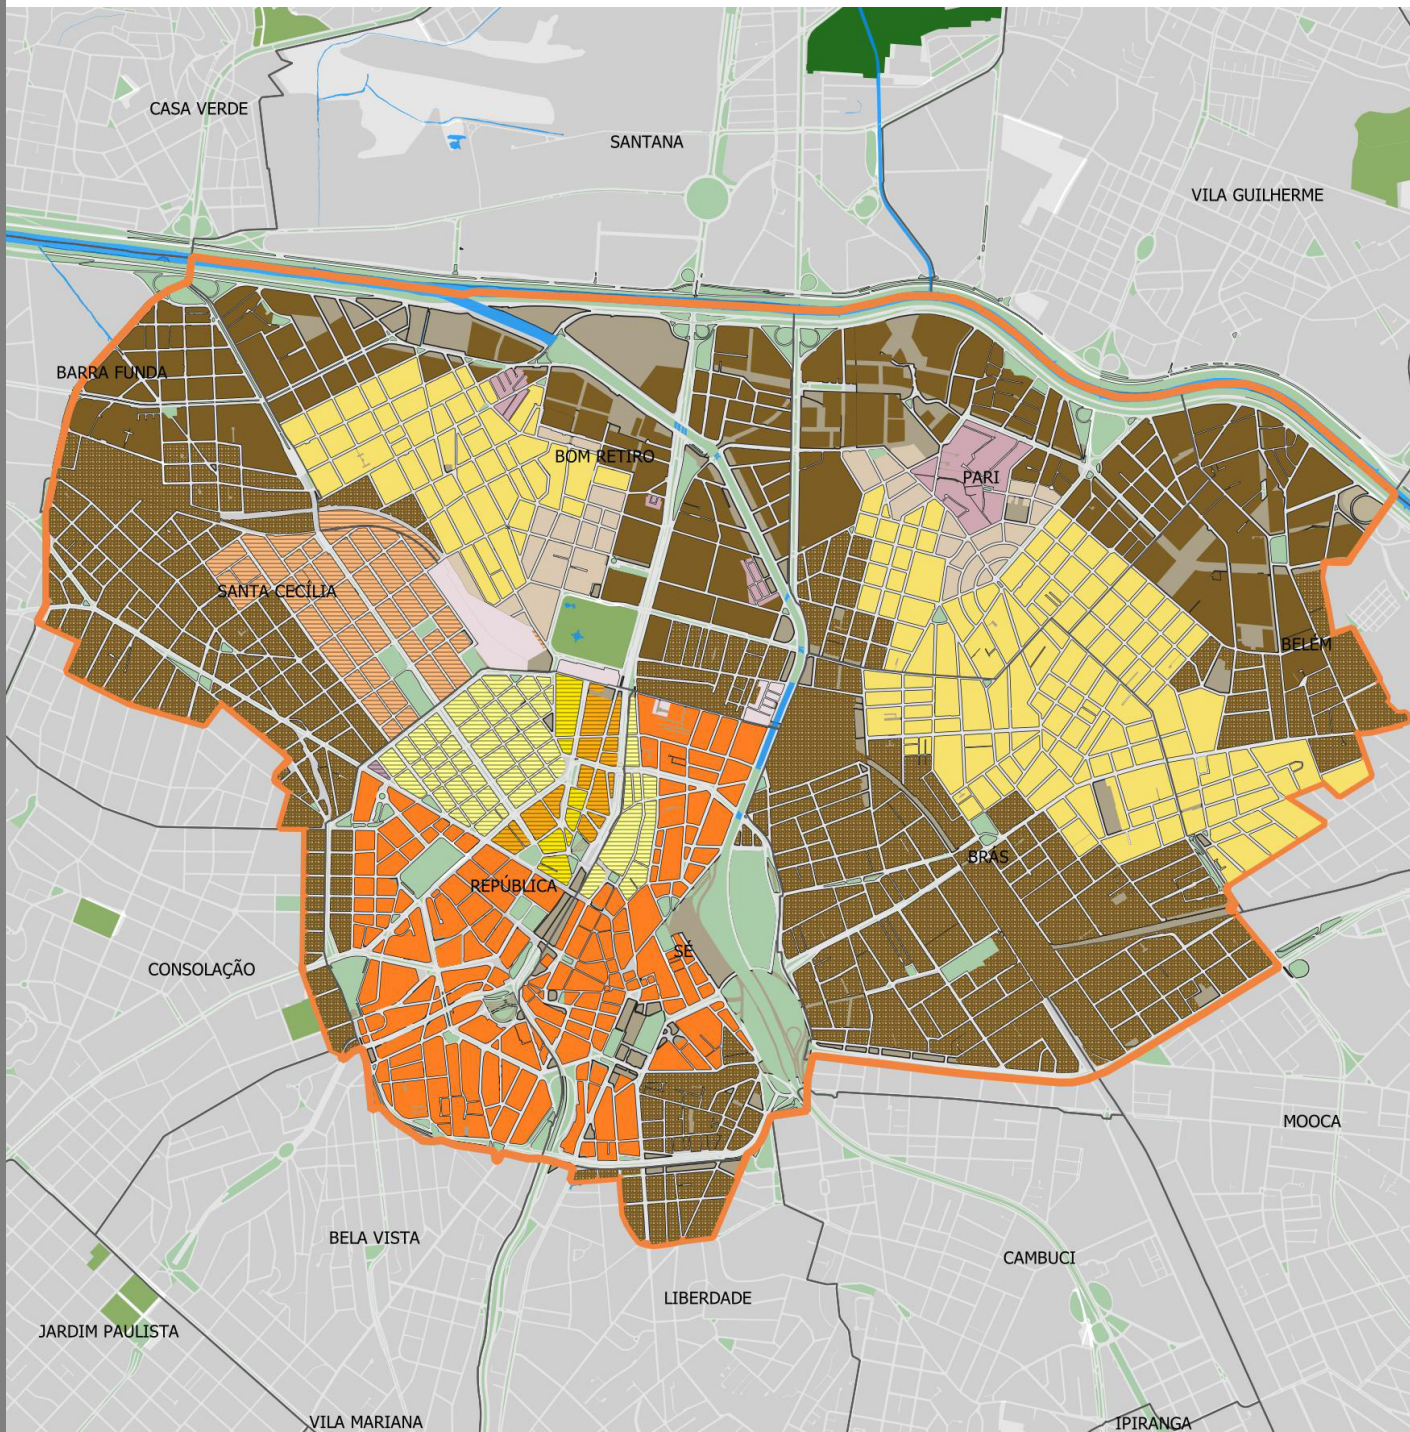 CASA VERDE
SANTANA
VILA GUILHERME
BARRA FUNDA
BOM RETIRO
PARI
SANTA CECÍLIA
BELÉM
BRÁS
REPÚBLICA
SÉ
CONSOLAÇÃO
MOOCA
BELA VISTA
CAMBUCI
LIBERDADE
JARDIM PAULISTA
VILA MARIANA
IPIRANGA